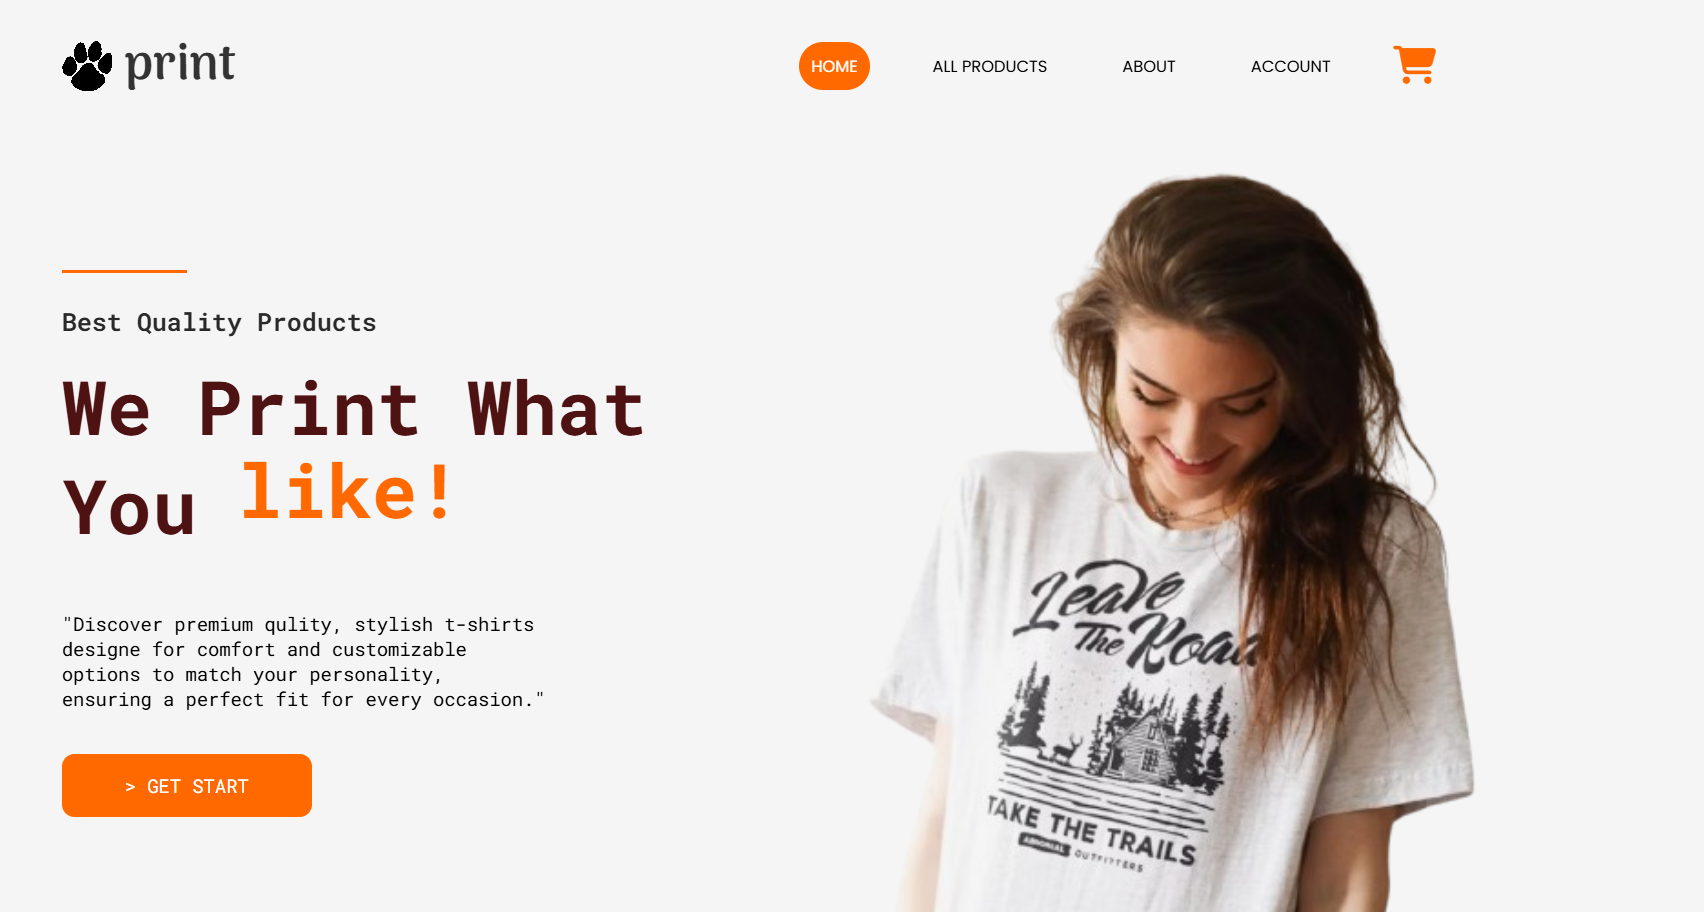 print
HOME
ALL PRODUCTS
ABOUT
ACCOUNT
Best Quality Products
We Print What
You like!
"Discover premium qulity, stylish t-shirts
designe for comfort and customizable
options to match your personality,
ensuring a perfect fit for every occasion."
> GET START
Leave
The Road
TAKE THE TRAILS
OUTFITTERS